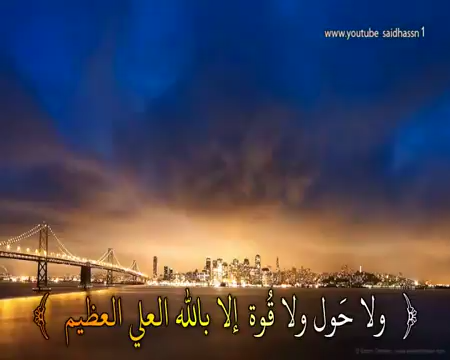 www.youtube saidhassn1
﴿ ولا حَول ولا قُوة إلا بالله العلي العظيم ﴾